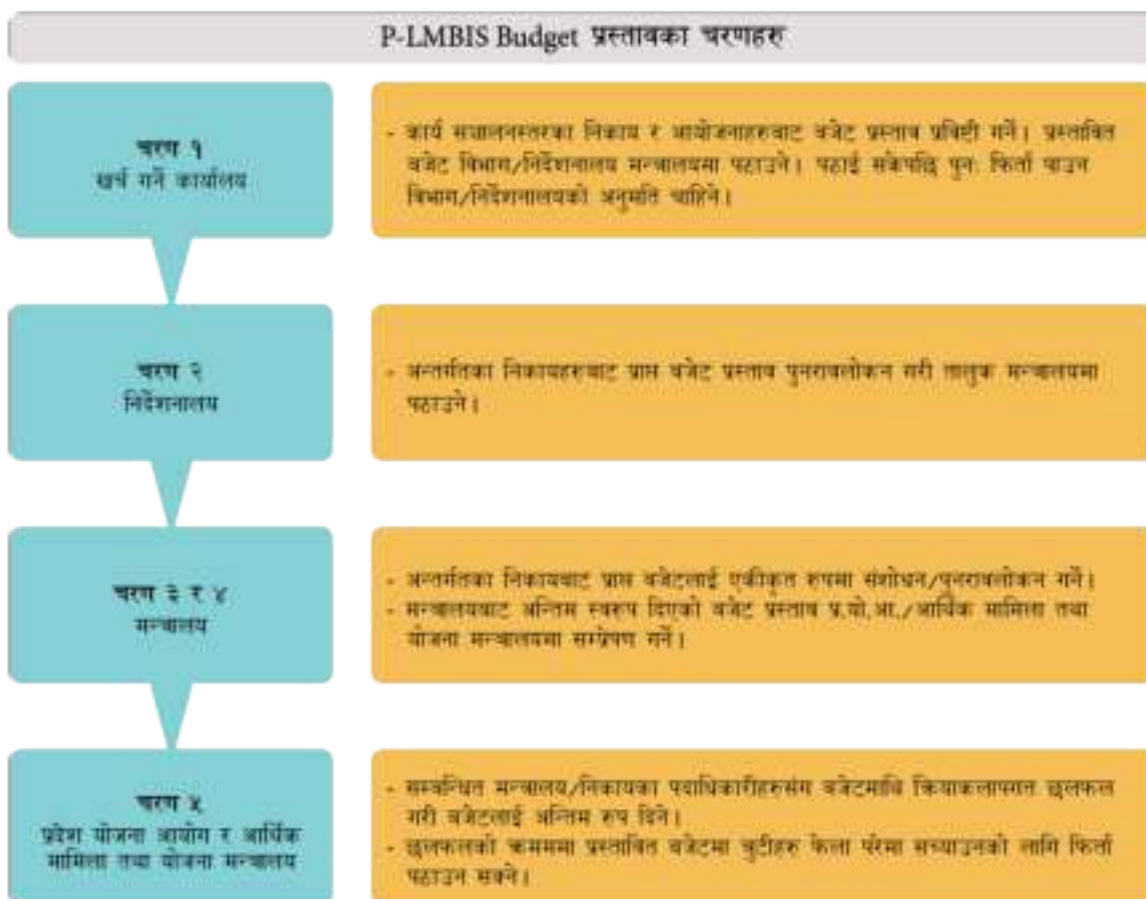 P-LMBIS Budget प्रस्तावका चरणहरु
चरण १
खर्च गर्ने कार्यालय
- कार्य सञ्चालनस्तरका निकाय र आयोजनाहरुबाट बजेट प्रस्ताव प्रविष्टी गर्ने। प्रस्तावित
बजेट विभाग/निर्देशनालय मन्त्रालयमा पठाउने। पठाई सकेपछि पुनः फिर्ता पाउन
विभाग/निर्देशनालयको अनुमति चाहिने।
चरण २
निर्देशनालय
- अन्तर्गतका निकायहरुबाट प्राप्त बजेट प्रस्ताव पुनरावलोकन गरी तालुक मन्त्रालयमा
पठाउने।
चरण ३ र ४
मन्त्रालय
- अन्तर्गतका निकायबाट प्राप्त बजेटलाई एकीकृत रुपमा संशोधन/पुनरावलोकन गर्ने।
- मन्त्रालयबाट अन्तिम स्वरुप दिएको बजेट प्रस्ताव प्र.यो.आ./आर्थिक मामिला तथा
योजना मन्त्रालयमा सम्प्रेषण गर्ने।
चरण ५
प्रदेश योजना आयोग र आर्थिक
मामिला तथा योजना मन्त्रालय
- सम्बन्धित मन्त्रालय/निकायका पदाधिकारीहरुसंग बजेटमाथि क्रियाकलापगत छलफल
गरी बजेटलाई अन्तिम रुप दिने।
- छलफलको क्रमममा प्रस्तावित बजेटमा त्रुटीहरु फेला परेमा सच्याउनको लागि फिर्ता
पठाउन सक्ने।